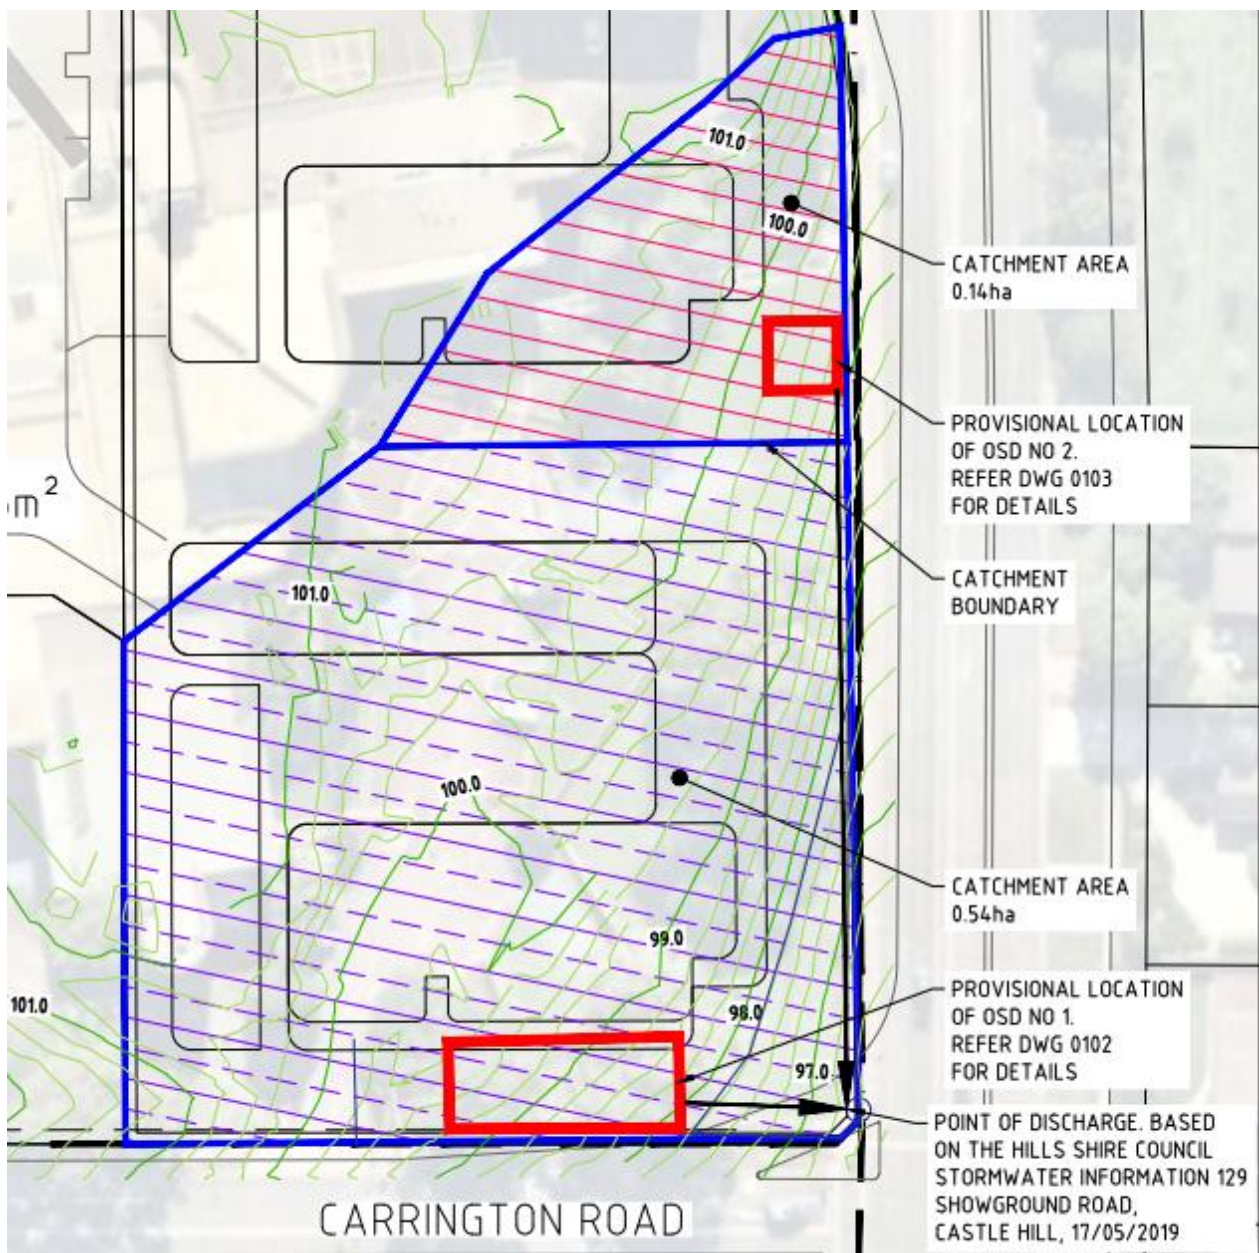 101.0
100.0
CATCHMENT AREA
0.14ha
PROVISIONAL LOCATION
OF OSD NO 2.
REFER DWG 0103
FOR DETAILS
m²
CATCHMENT
BOUNDARY
101.0
100.0
CATCHMENT AREA
0.54ha
99.0
PROVISIONAL LOCATION
OF OSD NO 1.
REFER DWG 0102
FOR DETAILS
101.0
98.0
97.0
POINT OF DISCHARGE. BASED
ON THE HILLS SHIRE COUNCIL
STORMWATER INFORMATION 129
SHOWGROUND ROAD,
CASTLE HILL, 17/05/2019
CARRINGTON ROAD